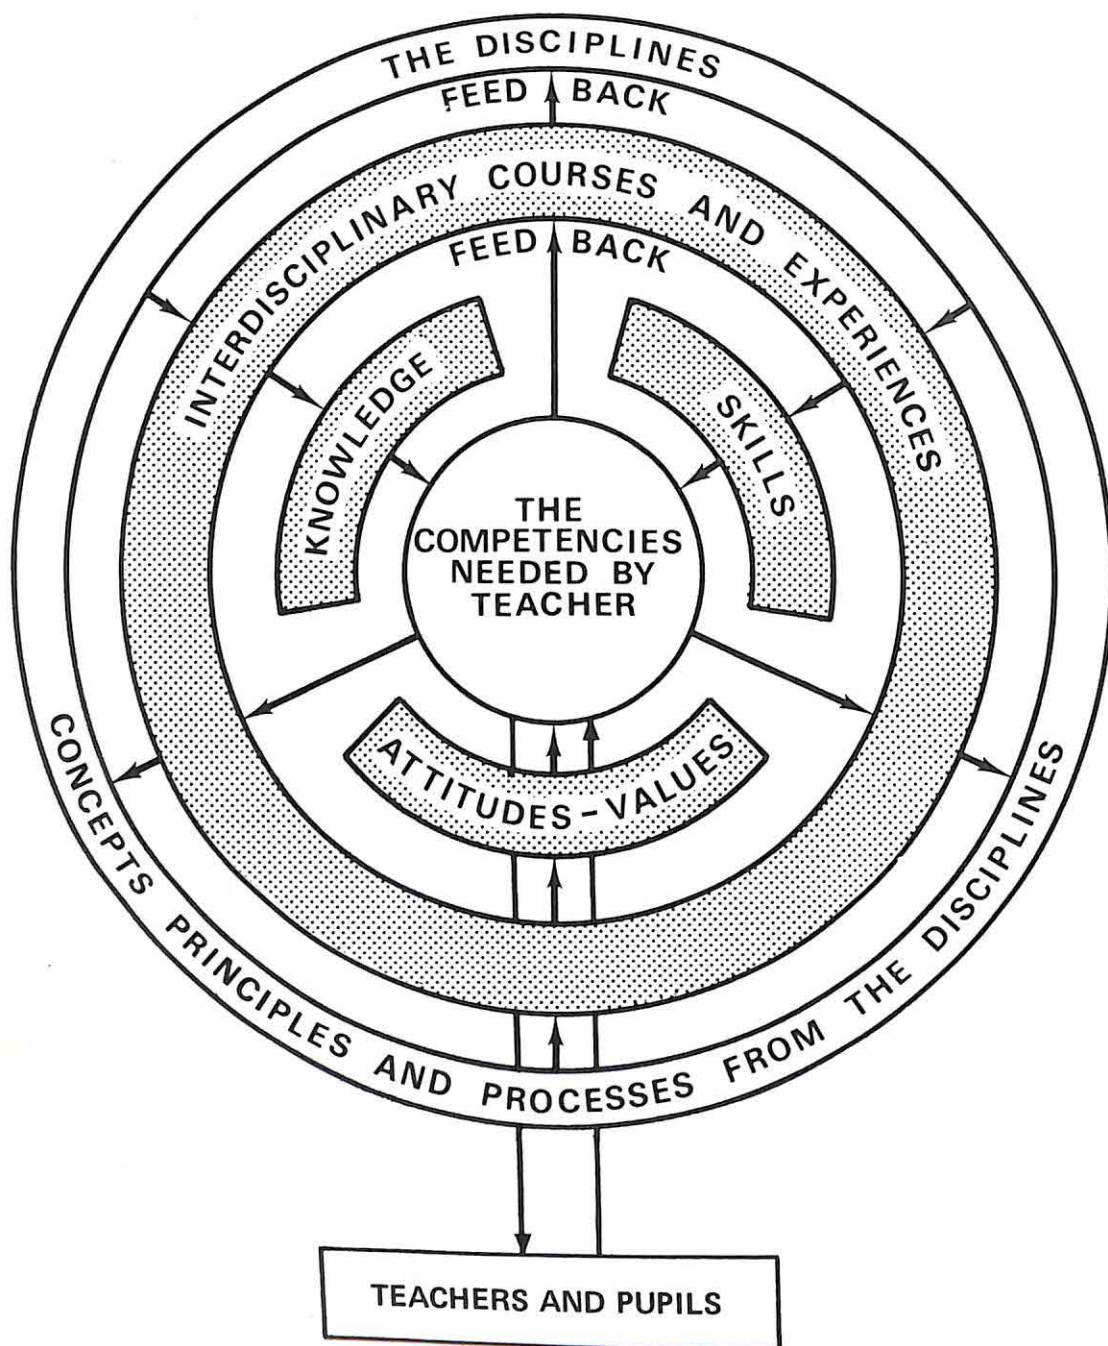 THE DISCIPLINES
FEED BACK
INTERDISCIPLINARY COURSES AND EXPERIENCES
FEED BACK
KNOWLEDGE
SKILLS
THE
COMPETENCIES
NEEDED BY
TEACHER
ATTITUDES - VALUES
CONCEPTS PRINCIPLES AND PROCESSES FROM THE DISCIPLINES
TEACHERS AND PUPILS